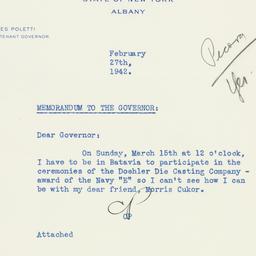 STATE OF NEW YORK
ALBANY
ES POLETTI
TENANT GOVERNOR
February
27th,
1942.
Pecora
Yes
MEMORANDUM TO THE GOVERNOR:
Dear Governor:
On Sunday, March 15th at 12 o'clock,
I have to be in Batavia to participate in the
ceremonies of the Doehler Die Casting Company -
award of the Navy "E" so I can't see how I can
be with my dear friend, Morris Cukor.
CP
Attached